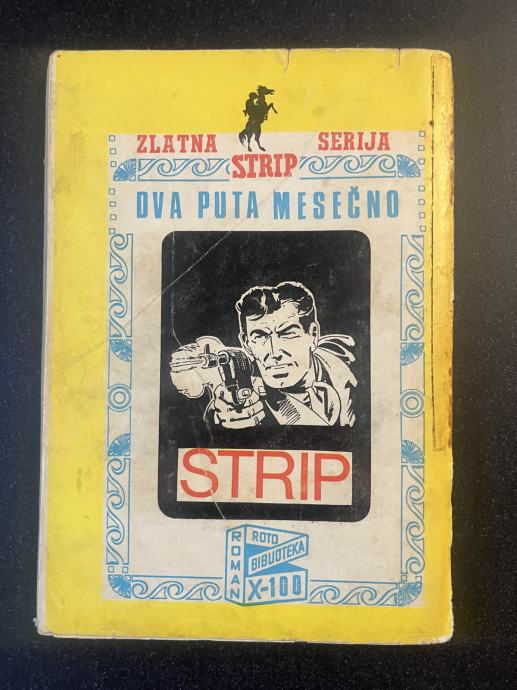 ZLATNA SERIJA
STRIP
DVA PUTA MESEČNO
STRIP
ROMAN
ROTO
BIBLIOTEKA
X-100